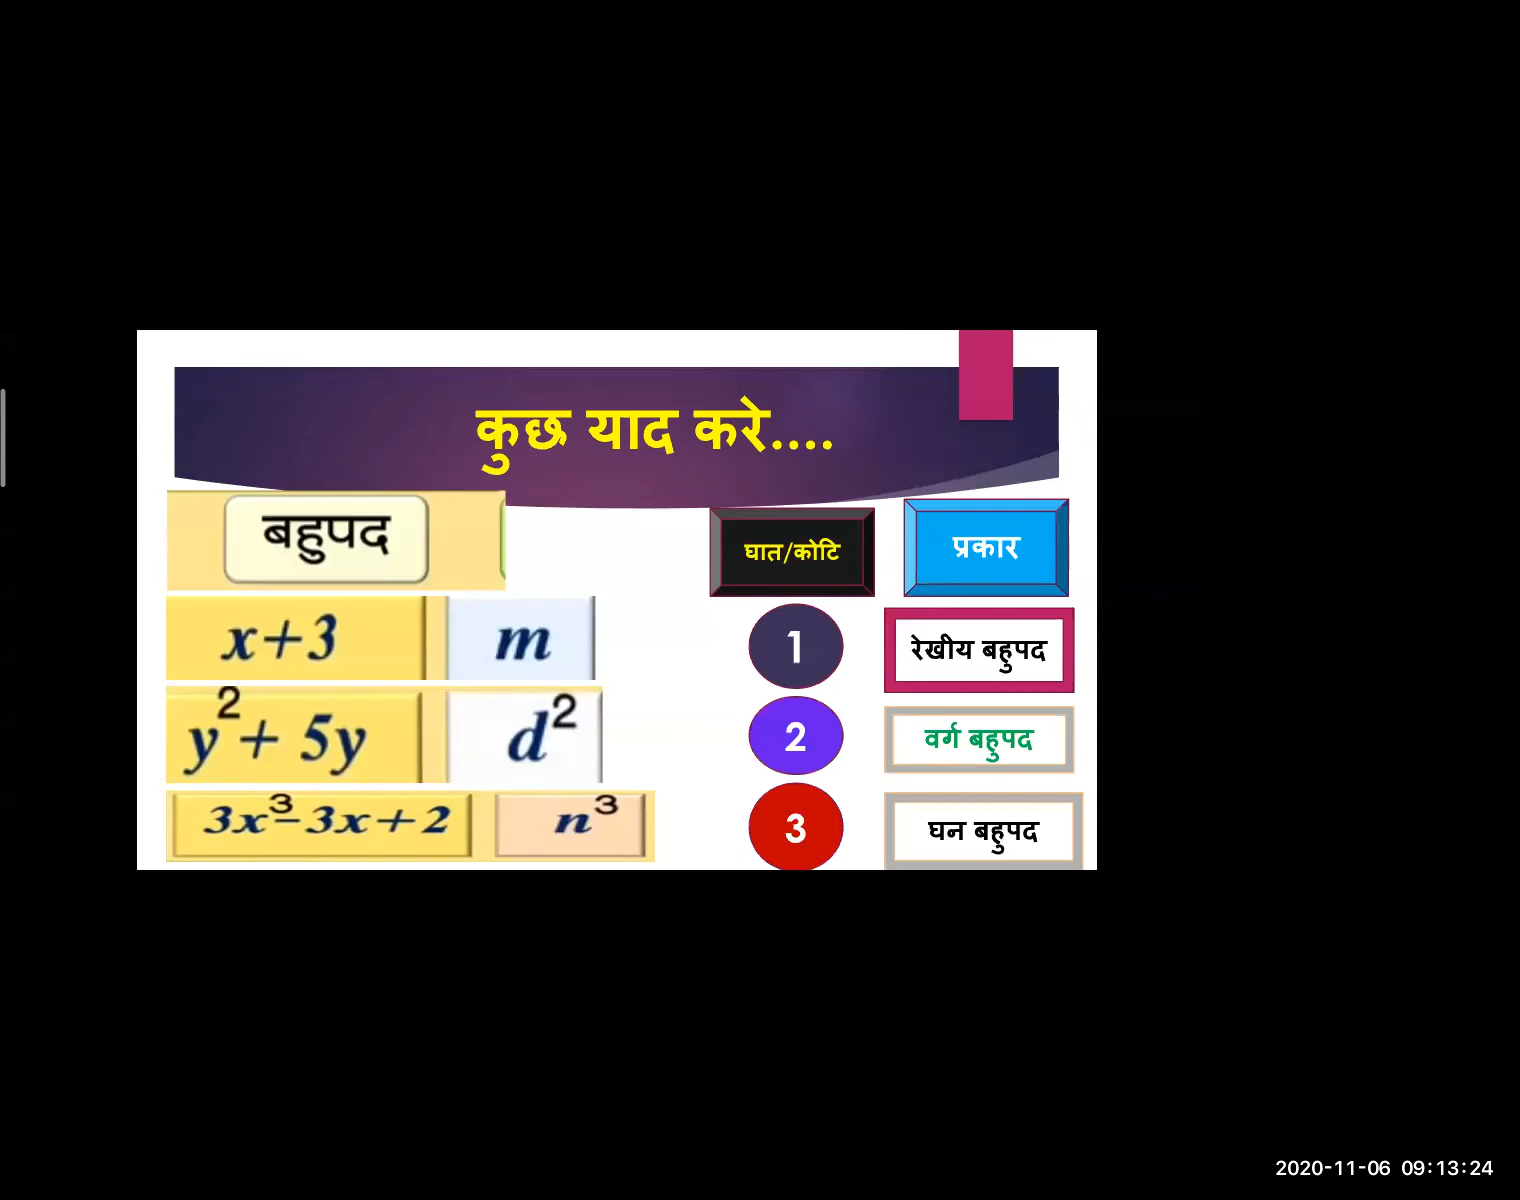 कुछ याद करे....
बहुपद घात/कोटि प्रकार
x+3 m 1 रेखीय बहुपद
y²+ 5y d² 2 वर्ग बहुपद
3x³-3x+2 n³ 3 घन बहुपद
2020-11-06 09:13:24